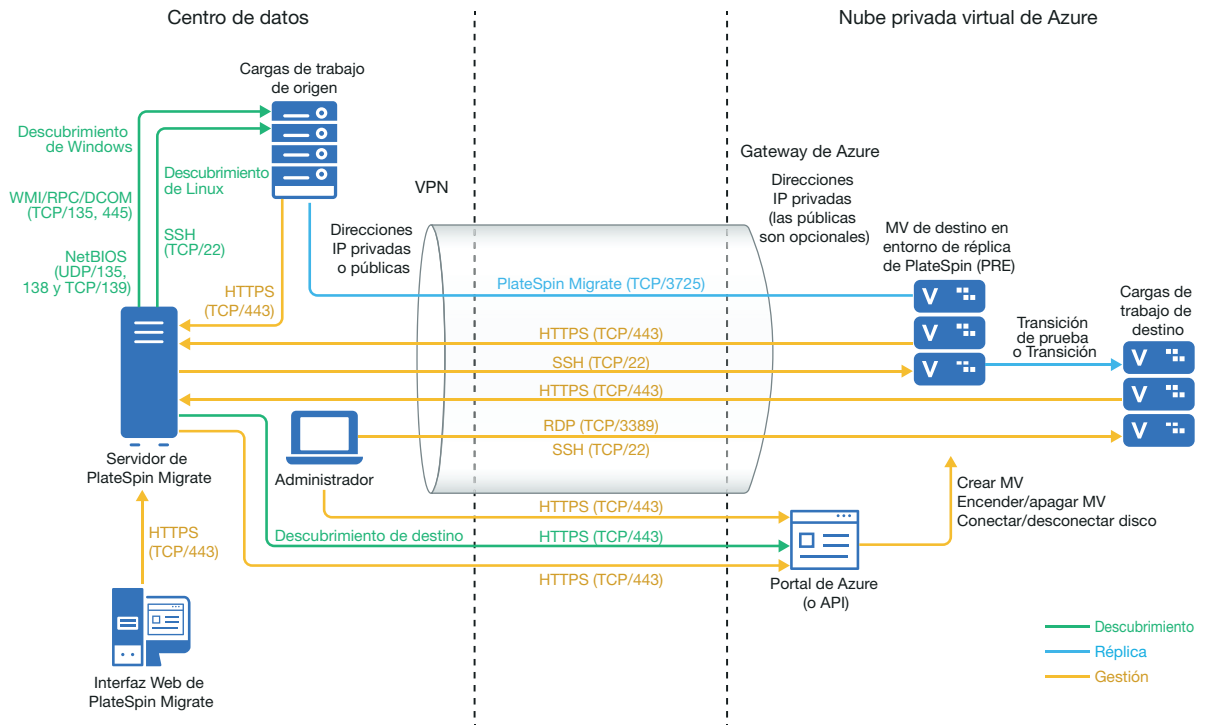 Centro de datos
Nube privada virtual de Azure
Cargas de trabajo
de origen
Descubrimiento
de Windows
Descubrimiento
de Linux
WMI/RPC/DCOM
(TCP/135, 445)
SSH
(TCP/22)
NetBIOS
(UDP/135,
138 y TCP/139)
HTTPS
(TCP/443)
VPN
Direcciones
IP privadas
o públicas
Gateway de Azure
Direcciones
IP privadas
(las públicas
son opcionales)
MV de destino en
entorno de réplica
de PlateSpin (PRE)
PlateSpin Migrate (TCP/3725)
V
HTTPS (TCP/443)
V
SSH (TCP/22)
V
Transición
de prueba
o Transición
Cargas de
trabajo de
destino
V
HTTPS (TCP/443)
V
RDP (TCP/3389)
SSH (TCP/22)
V
Servidor de
PlateSpin Migrate
Administrador
HTTPS (TCP/443)
Descubrimiento de destino
HTTPS (TCP/443)
HTTPS (TCP/443)
HTTPS
(TCP/443)
Crear MV
Encender/apagar MV
Conectar/desconectar disco
Portal de Azure
(o API)
Interfaz Web de
PlateSpin Migrate
Descubrimiento
Réplica
Gestión